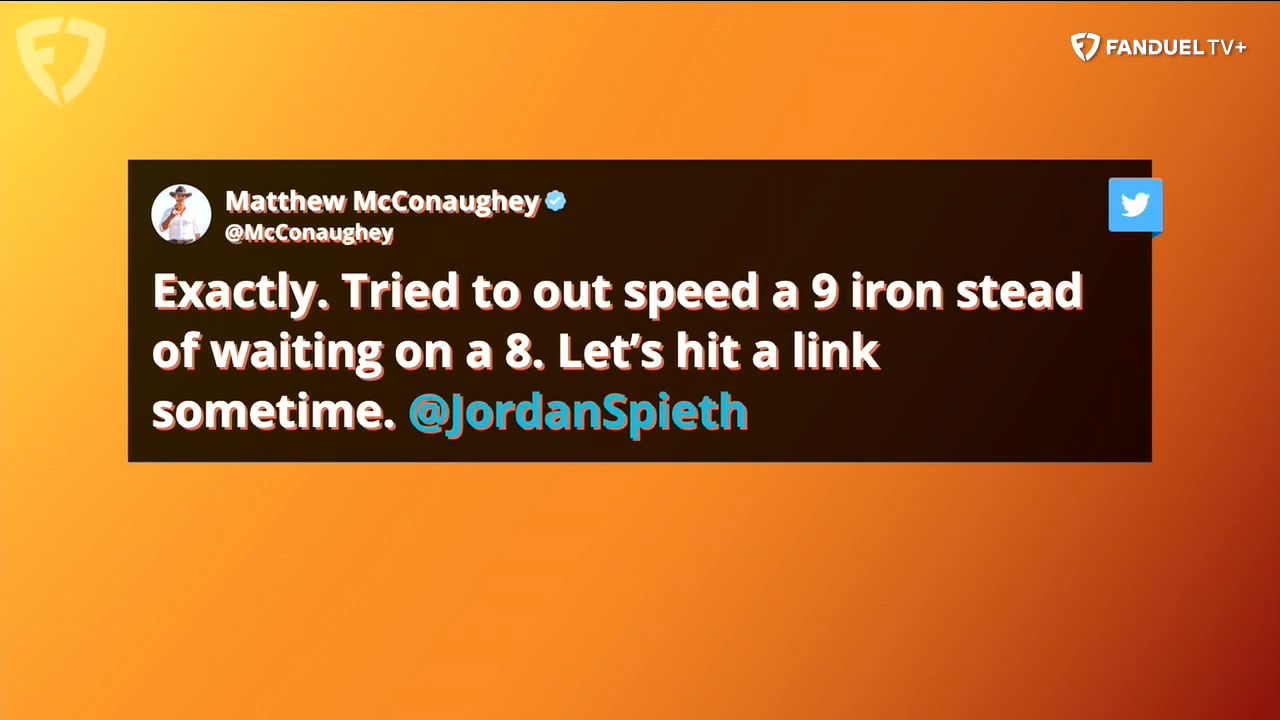 FANDUEL TV+
Matthew McConaughey
@McConaughey
Exactly. Tried to out speed a 9 iron stead
of waiting on a 8. Let’s hit a link
sometime. @JordanSpieth